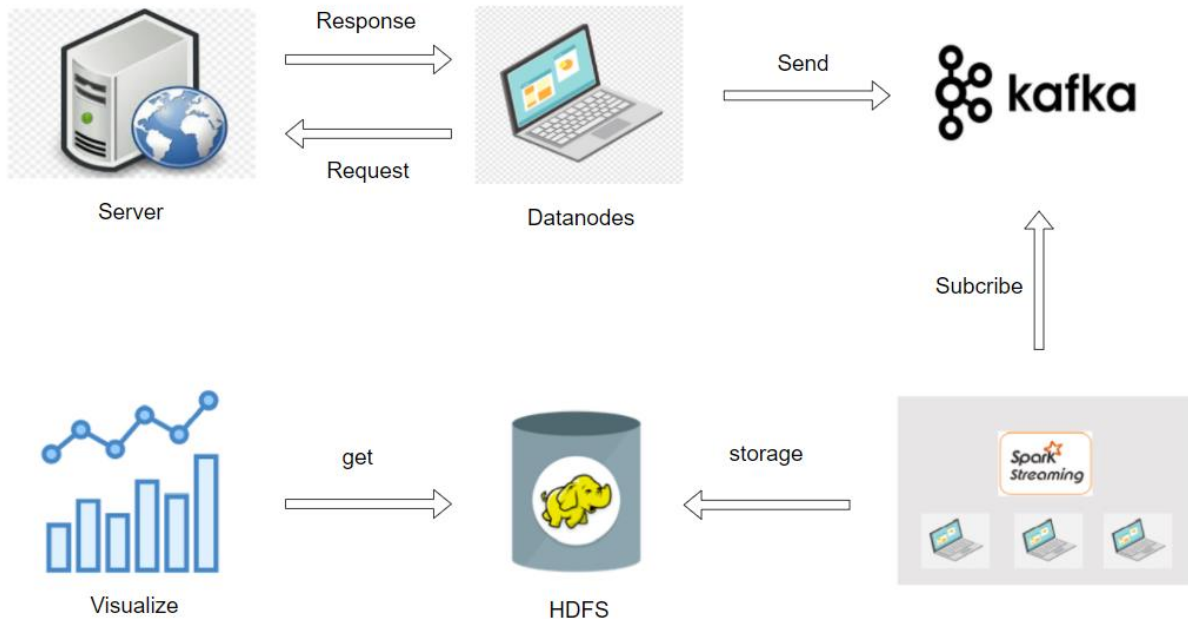 Response
Send
kafka
Request
Server
Datanodes
Subcribe
get
storage
Spark
Streaming
Visualize
HDFS